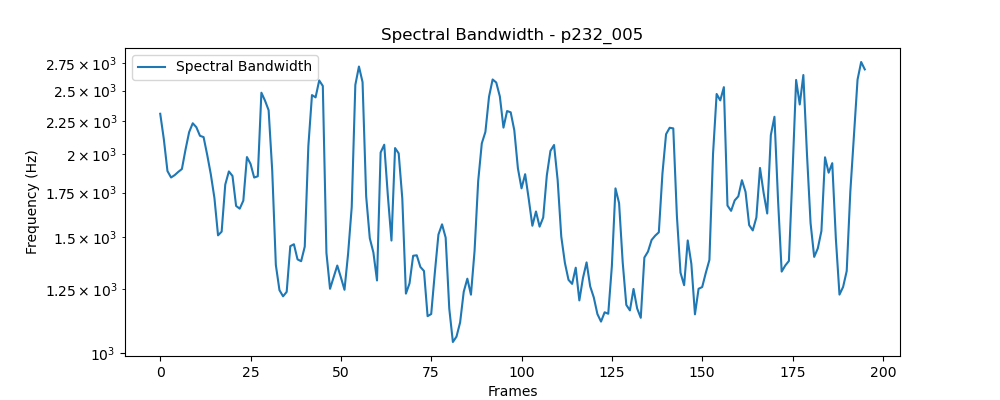 Spectral Bandwidth - p232_005
Spectral Bandwidth
Frequency (Hz)
2.75 × 10³
2.5 × 10³
2.25 × 10³
2 × 10³
1.75 × 10³
1.5 × 10³
1.25 × 10³
10³
0 25 50 75 100 125 150 175 200
Frames